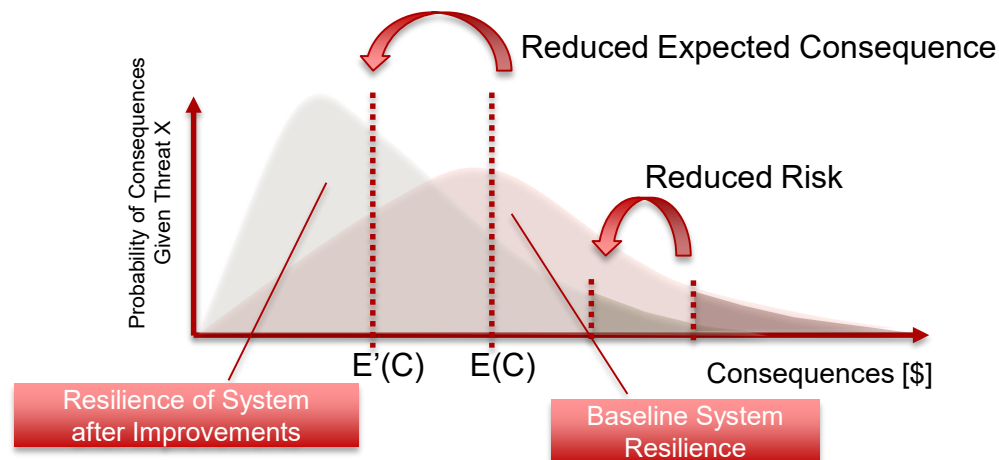 Reduced Expected Consequence
Reduced Risk
Probability of Consequences
Given Threat X
E’(C)
E(C)
Consequences [$]
Resilience of System
after Improvements
Baseline System
Resilience